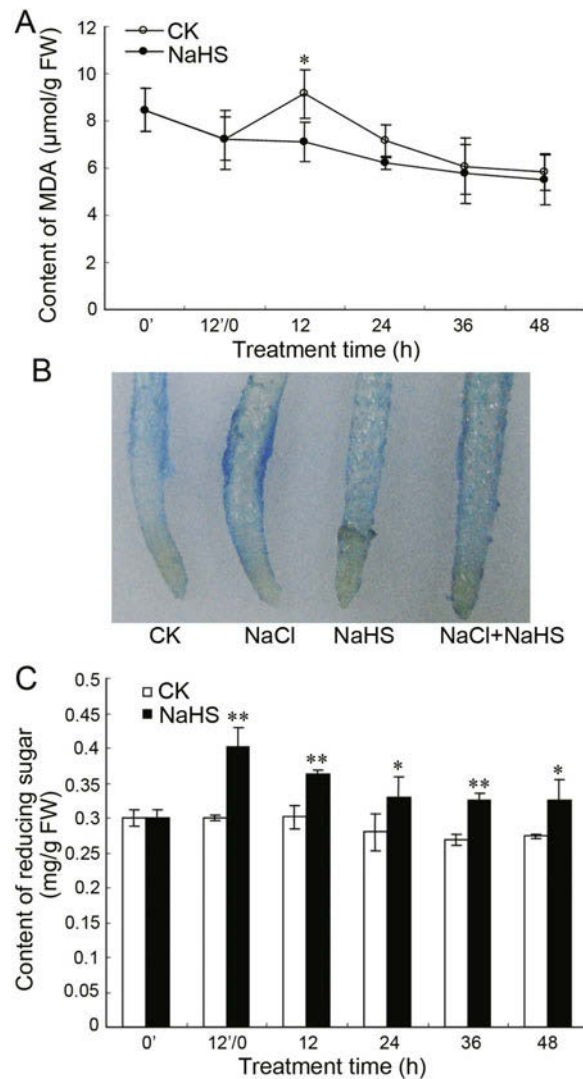 A
CK
NaHS
*
Content of MDA (µmol/g FW)
12
10
8
6
4
2
0
0' 12'/0 12 24 36 48
Treatment time (h)
B
CK NaCl NaHS NaCl+NaHS
C
CK
NaHS
** ** * ** *
Content of reducing sugar
(mg/g FW)
0.5
0.45
0.4
0.35
0.3
0.25
0.2
0.15
0.1
0.05
0
0' 12'/0 12 24 36 48
Treatment time (h)